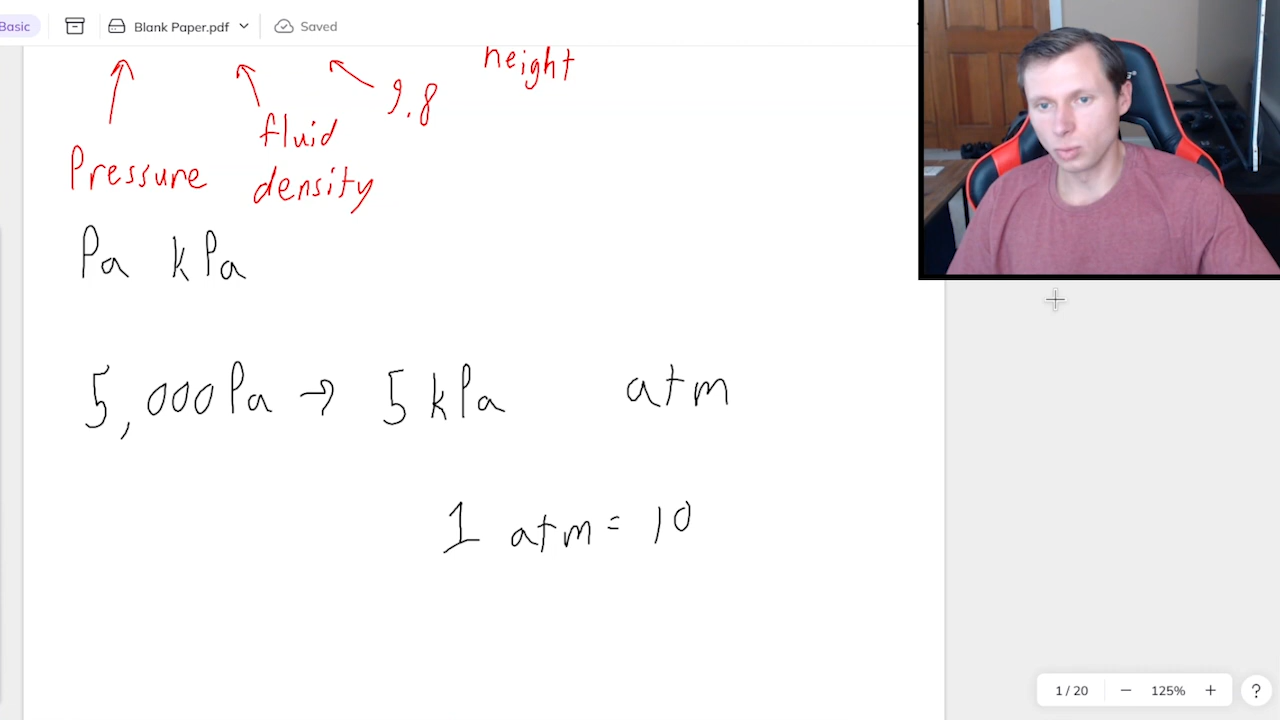 Basic Blank Paper.pdf Saved
height
9.8
fluid
Pressure density
Pa kPa
5,000Pa → 5 kPa atm
1 atm = 10
1 / 20 − 125% + ?